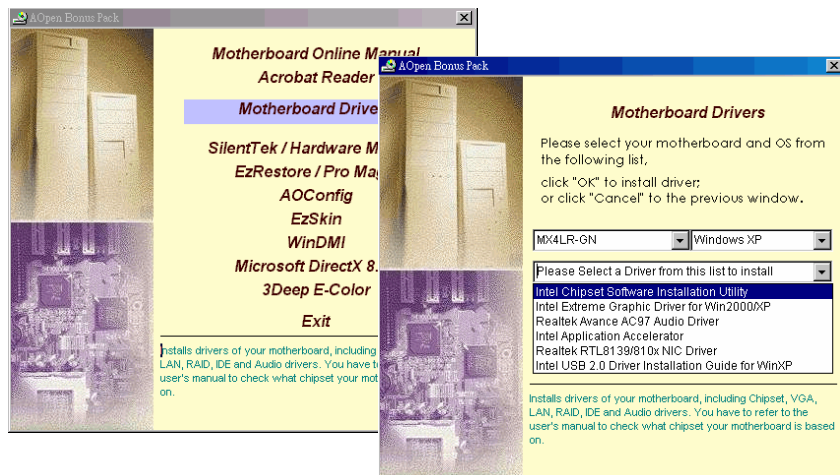 AOpen Bonus Pack
Motherboard Online Manual
Acrobat Reader
Motherboard Drive
SilentTek / Hardware M
EzRestore / Pro Mag
AOConfig
EzSkin
WinDMI
Microsoft DirectX 8.
3Deep E-Color
Exit
Installs drivers of your motherboard, including
LAN, RAID, IDE and Audio drivers. You have t
user's manual to check what chipset your mot
on.
AOpen Bonus Pack
Motherboard Drivers
Please select your motherboard and OS from
the following list,
click "OK" to install driver;
or click "Cancel" to the previous window.
MX4LR-GN
Windows XP
Please Select a Driver from this list to install
Intel Chipset Software Installation Utility
Intel Extreme Graphic Driver for Win2000/XP
Realtek Avance AC97 Audio Driver
Intel Application Accelerator
Realtek RTL8139/810x NIC Driver
Intel USB 2.0 Driver Installation Guide for WinXP
Installs drivers of your motherboard, including Chipset, VGA,
LAN, RAID, IDE and Audio drivers. You have to refer to the
user's manual to check what chipset your motherboard is based
on.